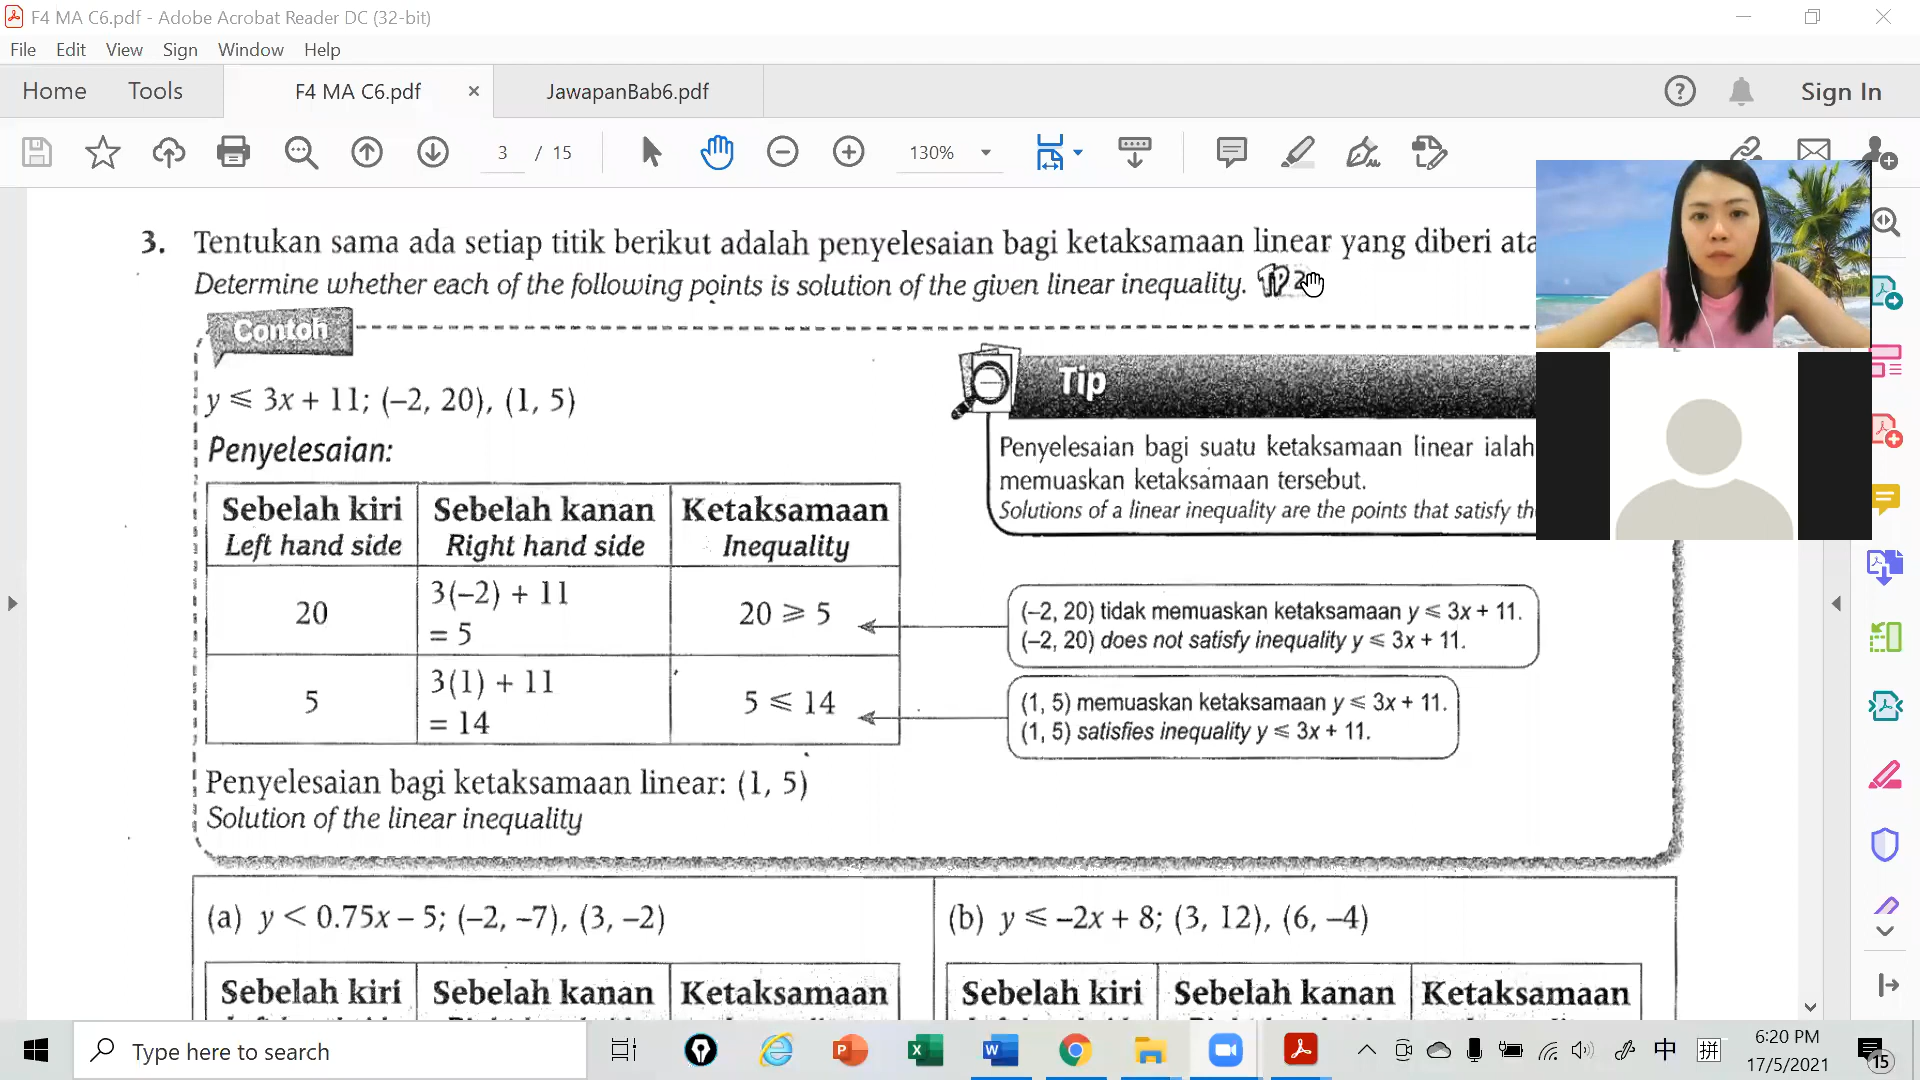 F4 MA C6.pdf - Adobe Acrobat Reader DC (32-bit)
File Edit View Sign Window Help
Home Tools F4 MA C6.pdf × JawapanBab6.pdf Sign In
3 / 15 130%
3. Tentukan sama ada setiap titik berikut adalah penyelesaian bagi ketaksamaan linear yang diberi
Determine whether each of the following points is solution of the given linear inequality.
Contoh
y ⩽ 3x + 11; (–2, 20), (1, 5)
Penyelesaian:
Sebelah kiri Sebelah kanan Ketaksamaan
Left hand side Right hand side Inequality
20 3(–2) + 11 20 ⩾ 5
= 5
5 3(1) + 11 5 ⩽ 14
= 14
Penyelesaian bagi ketaksamaan linear: (1, 5)
Solution of the linear inequality
Tip
Penyelesaian bagi suatu ketaksamaan linear ialah
memuaskan ketaksamaan tersebut.
Solutions of a linear inequality are the points that satisfy
(–2, 20) tidak memuaskan ketaksamaan y ⩽ 3x + 11.
(–2, 20) does not satisfy inequality y ⩽ 3x + 11.
(1, 5) memuaskan ketaksamaan y ⩽ 3x + 11.
(1, 5) satisfies inequality y ⩽ 3x + 11.
(a) y < 0.75x – 5; (–2, –7), (3, –2)
Sebelah kiri Sebelah kanan Ketaksamaan
(b) y ⩽ –2x + 8; (3, 12), (6, –4)
Sebelah kiri Sebelah kanan Ketaksamaan
Type here to search
中 拼 6:20 PM
17/5/2021
15